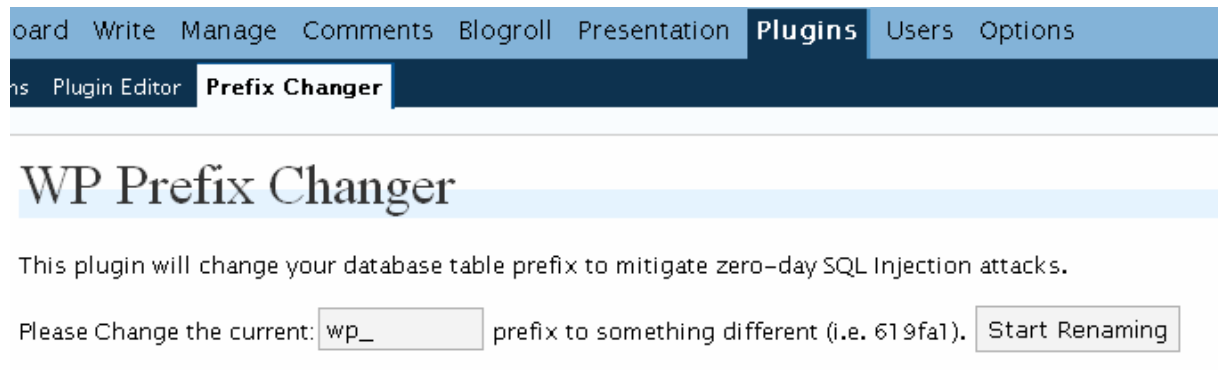 oard Write Manage Comments Blogroll Presentation Plugins Users Options
ns Plugin Editor Prefix Changer
WP Prefix Changer
This plugin will change your database table prefix to mitigate zero-day SQL Injection attacks.
Please Change the current: wp_ prefix to something different (i.e. 619fa1). Start Renaming